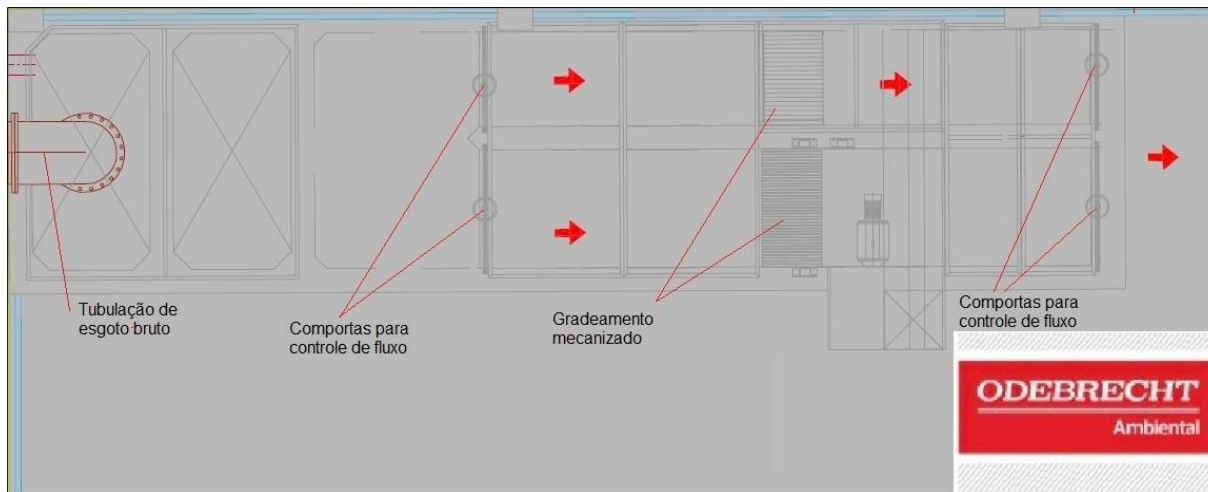 Tubulação de
esgoto bruto
Comportas para
controle de fluxo
Gradeamento
mecanizado
Comportas para
controle de fluxo
ODEBRECHT
Ambiental